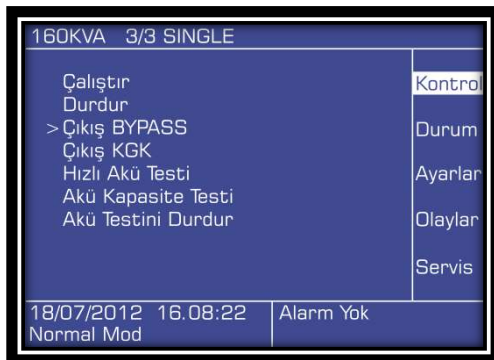 160KVA 3/3 SINGLE
Çalıştır
Durdur
>Çıkış BYPASS
Çıkış KGK
Hızlı Akü Testi
Akü Kapasite Testi
Akü Testini Durdur
Kontrol
Durum
Ayarlar
Olaylar
Servis
18/07/2012 16.08:22
Normal Mod
Alarm Yok